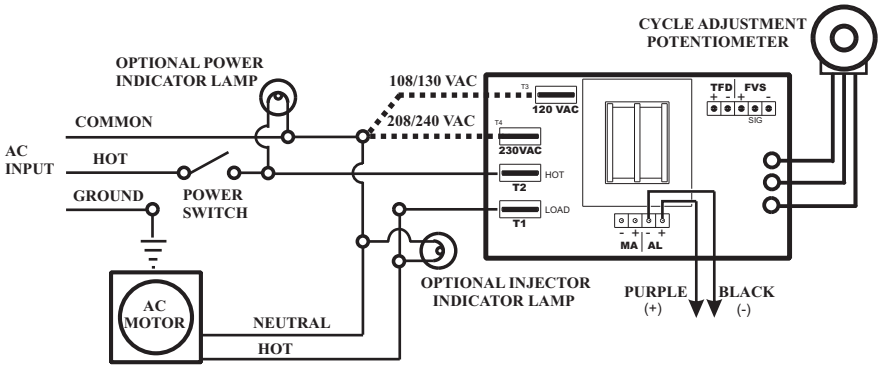 CYCLE ADJUSTMENT
POTENTIOMETER
OPTIONAL POWER
INDICATOR LAMP
108/130 VAC
T3
120 VAC
TFD FVS
+ - + -
SIG
COMMON
208/240 VAC
T4
230VAC
AC
INPUT
HOT
T2
HOT
GROUND
POWER
SWITCH
T1
LOAD
- + - +
MA AL
OPTIONAL INJECTOR
INDICATOR LAMP
PURPLE
(+)
BLACK
(-)
AC
MOTOR
NEUTRAL
HOT